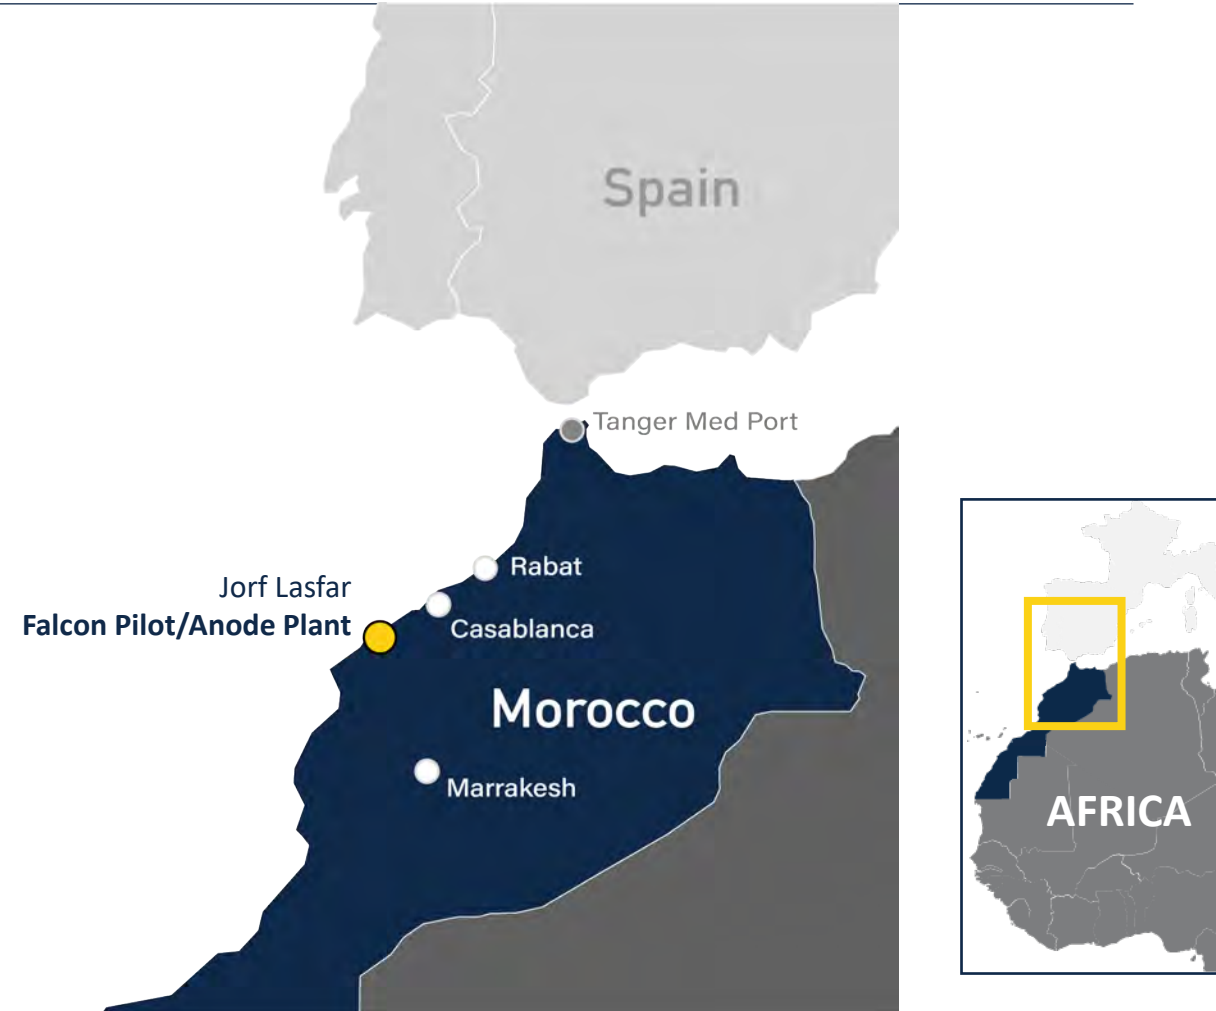 Spain
Tanger Med Port
Rabat
Jorf Lasfar
Falcon Pilot/Anode Plant
Casablanca
Morocco
Marrakesh
AFRICA